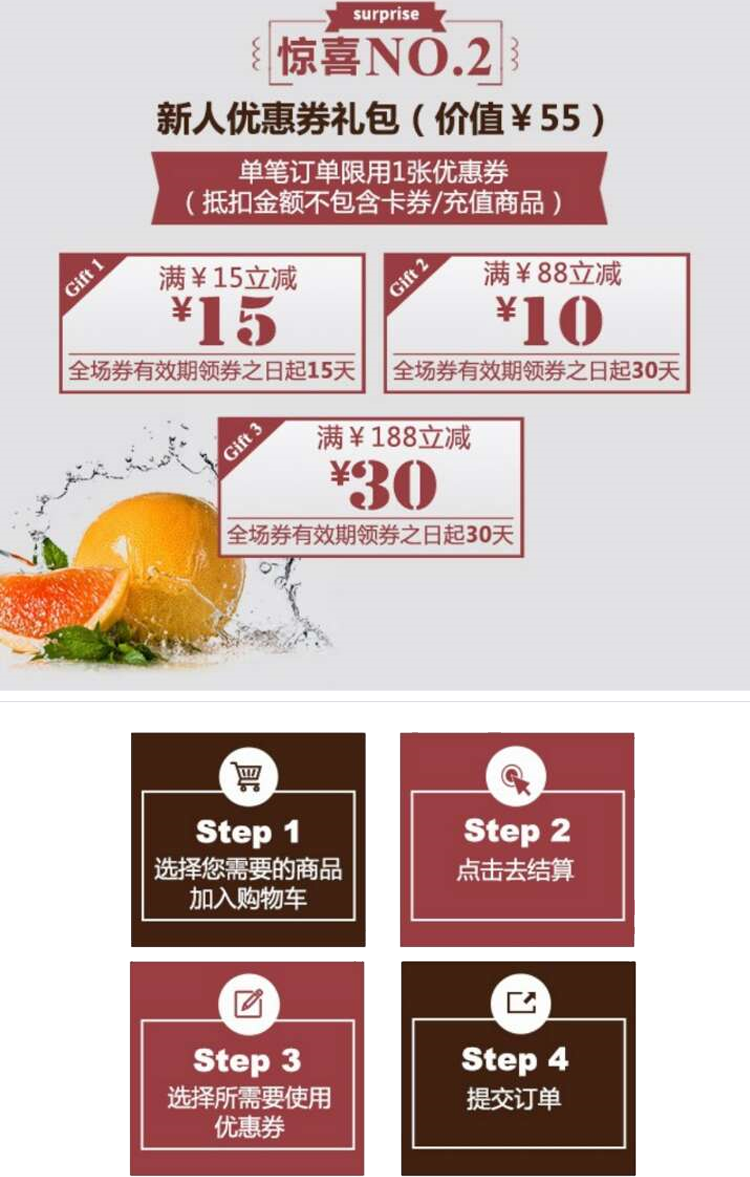 surprise
惊喜NO.2
新人优惠券礼包（价值￥55）
单笔订单限用1张优惠券
（抵扣金额不包含卡券/充值商品）
Gift 1
满￥15立减
¥15
全场券有效期领券之日起15天
Gift 2
满￥88立减
¥10
全场券有效期领券之日起30天
Gift 3
满￥188立减
¥30
全场券有效期领券之日起30天
Step 1
选择您需要的商品
加入购物车
Step 2
点击去结算
Step 3
选择所需要使用
优惠券
Step 4
提交订单